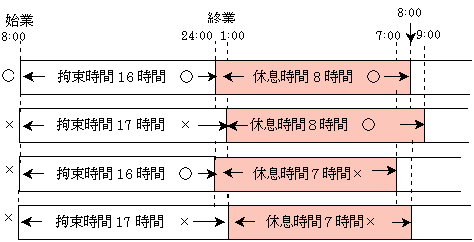 始業 終業 8:00
8:00 24:00 1:00 7:00 9:00
○ 拘束時間16時間 ○ 休息時間8時間 ○
× 拘束時間17時間 × 休息時間8時間 ○
× 拘束時間16時間 ○ 休息時間7時間×
× 拘束時間17時間 × 休息時間7時間×